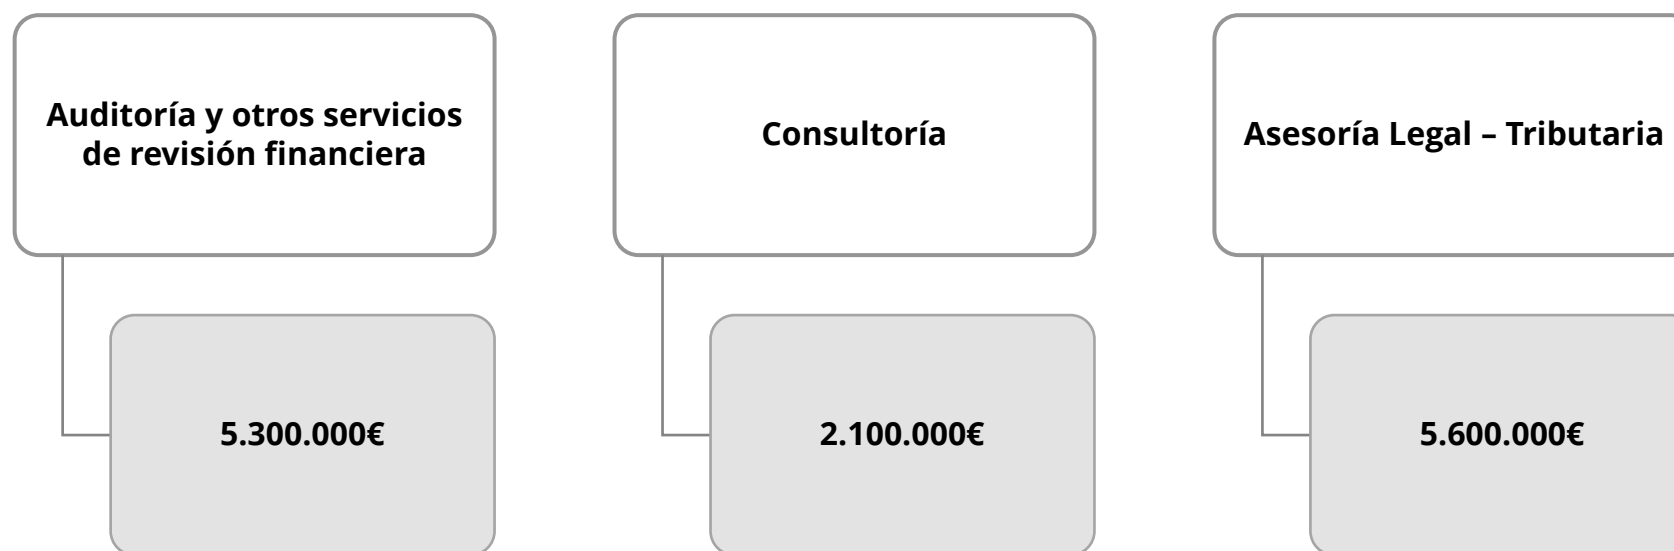 Auditoría y otros servicios
de revisión financiera
5.300.000€
Consultoría
2.100.000€
Asesoría Legal – Tributaria
5.600.000€